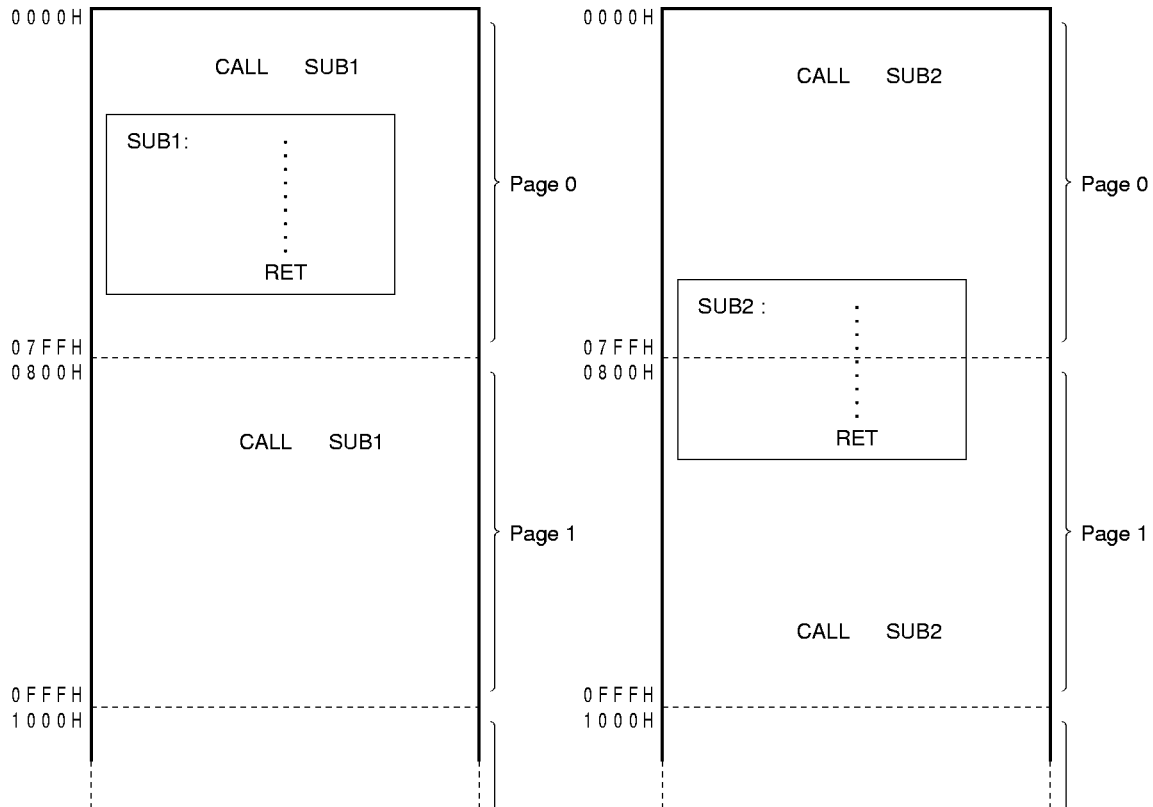 0000H
CALL SUB1
SUB1:
RET
Page 0
07FFH
0800H
CALL SUB1
Page 1
0FFFH
1000H
0000H
CALL SUB2
Page 0
SUB2 :
07FFH
0800H
RET
Page 1
CALL SUB2
0FFFH
1000H